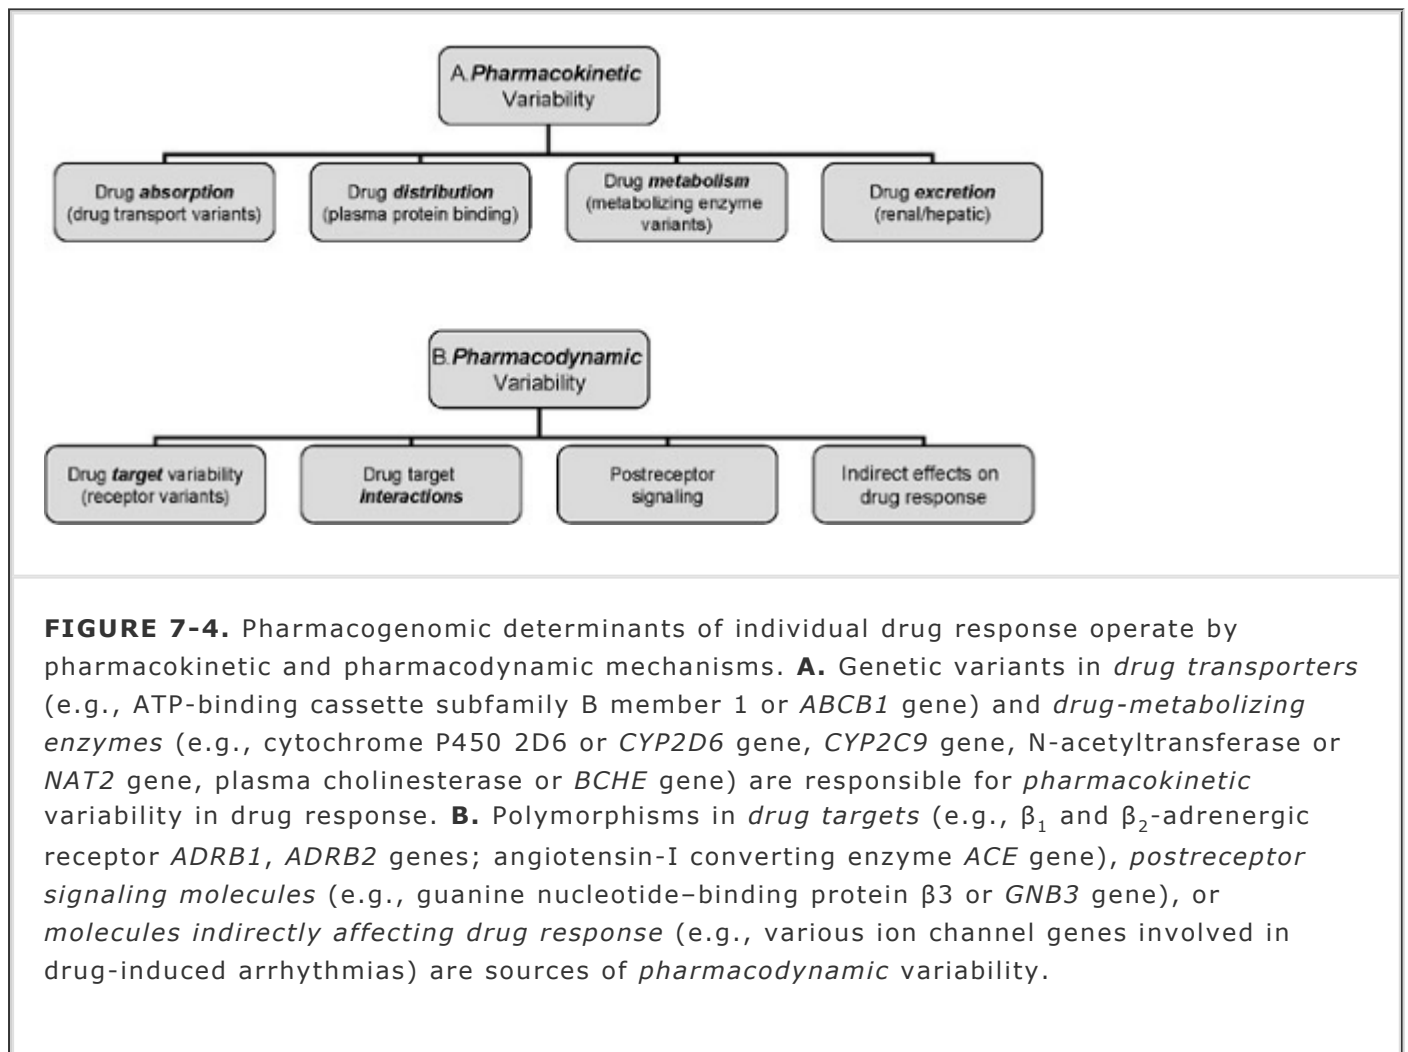 A. Pharmacokinetic
Variability
Drug absorption
(drug transport variants)
Drug distribution
(plasma protein binding)
Drug metabolism
(metabolizing enzyme
variants)
Drug excretion
(renal/hepatic)
B. Pharmacodynamic
Variability
Drug target variability
(receptor variants)
Drug target
interactions
Postreceptor
signaling
Indirect effects on
drug response
FIGURE 7-4. Pharmacogenomic determinants of individual drug response operate by
pharmacokinetic and pharmacodynamic mechanisms. A. Genetic variants in drug transporters
(e.g., ATP-binding cassette subfamily B member 1 or ABCB1 gene) and drug-metabolizing
enzymes (e.g., cytochrome P450 2D6 or CYP2D6 gene, CYP2C9 gene, N-acetyltransferase or
NAT2 gene, plasma cholinesterase or BCHE gene) are responsible for pharmacokinetic
variability in drug response. B. Polymorphisms in drug targets (e.g., β₁ and β₂-adrenergic
receptor ADRB1, ADRB2 genes; angiotensin-I converting enzyme ACE gene), postreceptor
signaling molecules (e.g., guanine nucleotide–binding protein β3 or GNB3 gene), or
molecules indirectly affecting drug response (e.g., various ion channel genes involved in
drug-induced arrhythmias) are sources of pharmacodynamic variability.